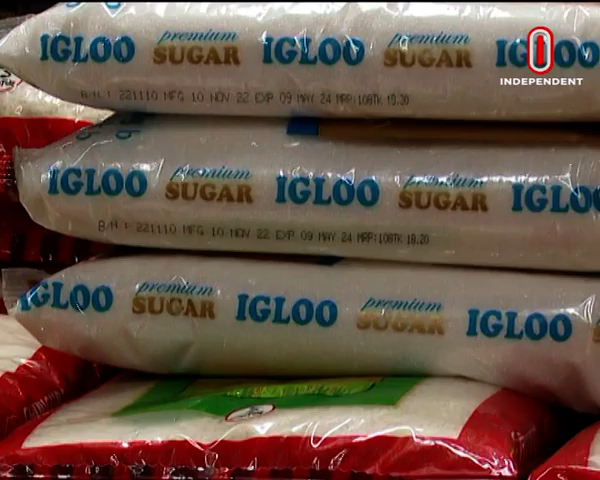 IGLOO premium SUGAR IGLOO premium SUGAR IGLOO
INDEPENDENT
B/N : 221110 MFG 10 NOV 22 EXP 09 MAY 24 MRP:108TK 18.20
IGLOO premium SUGAR IGLOO premium SUGAR IGLOO
B/N : 221110 MFG 10 NOV 22 EXP 09 MAY 24 MRP:108TK 18.20
IGLOO premium SUGAR IGLOO premium SUGAR IGLOO